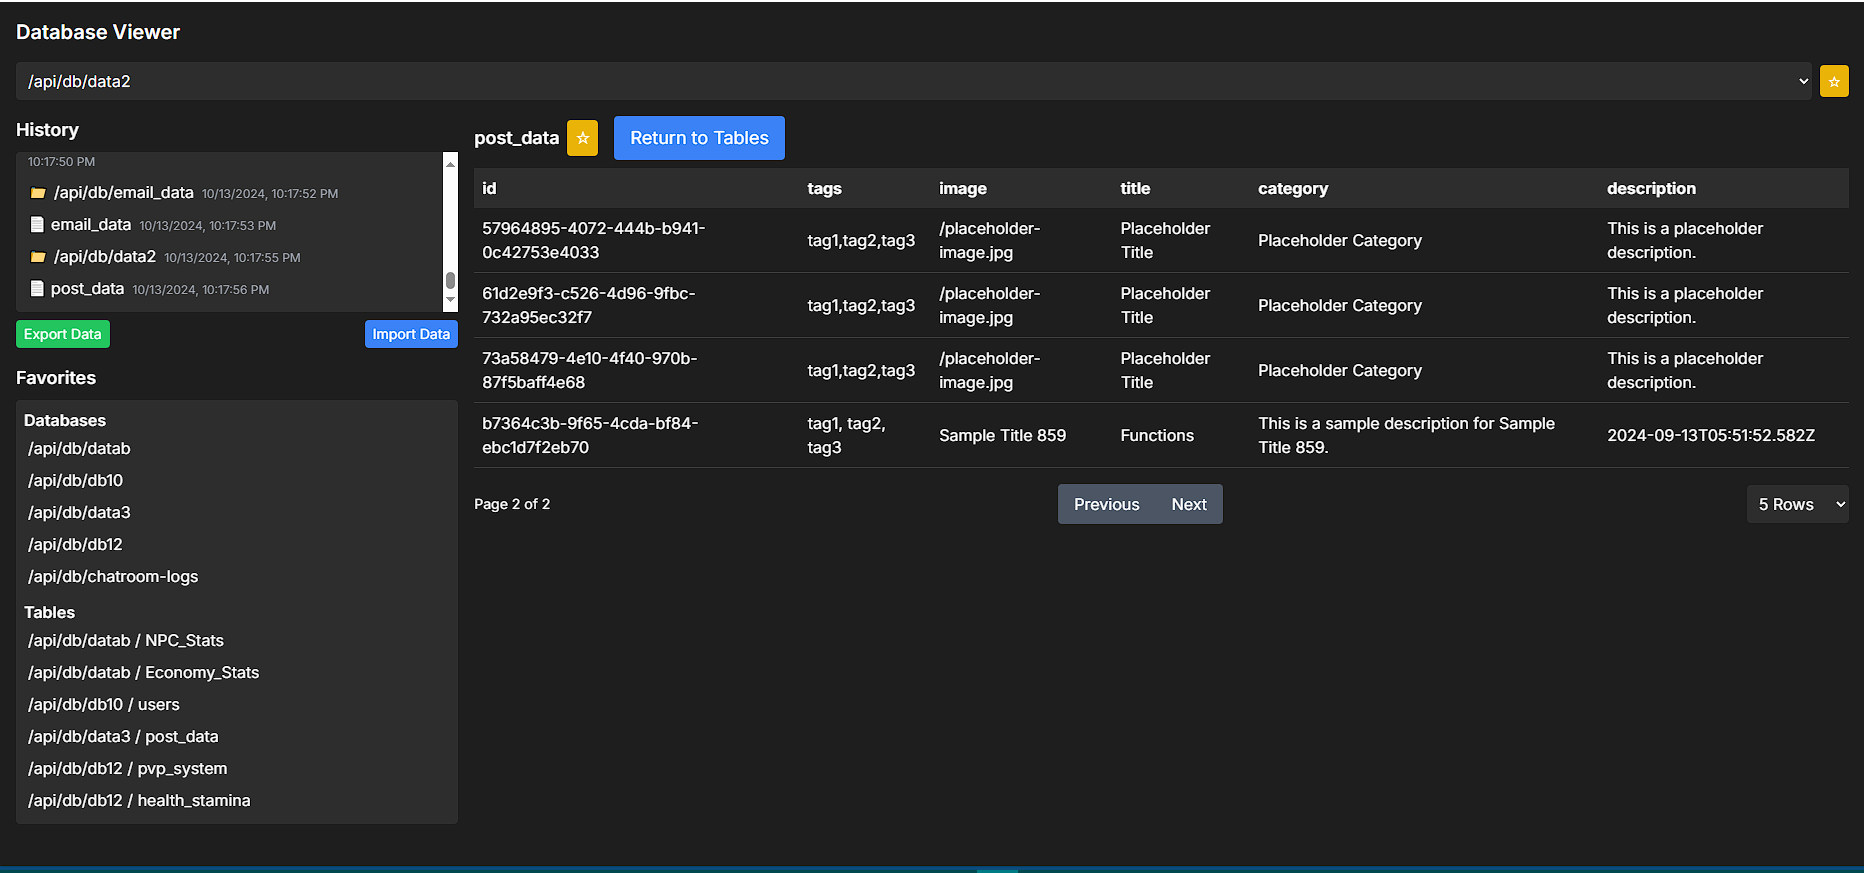 Database Viewer
/api/db/data2
☆
History
10:17:50 PM
/api/db/email_data 10/13/2024, 10:17:52 PM
email_data 10/13/2024, 10:17:53 PM
/api/db/data2 10/13/2024, 10:17:55 PM
post_data 10/13/2024, 10:17:56 PM
Export Data
Import Data
Favorites
Databases
/api/db/datab
/api/db/db10
/api/db/data3
/api/db/db12
/api/db/chatroom-logs
Tables
/api/db/datab / NPC_Stats
/api/db/datab / Economy_Stats
/api/db/db10 / users
/api/db/data3 / post_data
/api/db/db12 / pvp_system
/api/db/db12 / health_stamina
post_data ☆ Return to Tables
id tags image title category description
57964895-4072-444b-b941-
0c42753e4033
tag1,tag2,tag3
/placeholder-
image.jpg
Placeholder
Title
Placeholder Category
This is a placeholder
description.
61d2e9f3-c526-4d96-9fbc-
732a95ec32f7
tag1,tag2,tag3
/placeholder-
image.jpg
Placeholder
Title
Placeholder Category
This is a placeholder
description.
73a58479-4e10-4f40-970b-
87f5baff4e68
tag1,tag2,tag3
/placeholder-
image.jpg
Placeholder
Title
Placeholder Category
This is a placeholder
description.
b7364c3b-9f65-4cda-bf84-
ebc1d7f2eb70
tag1, tag2,
tag3
Sample Title 859
Functions
This is a sample description for Sample
Title 859.
2024-09-13T05:51:52.582Z
Page 2 of 2
Previous Next
5 Rows